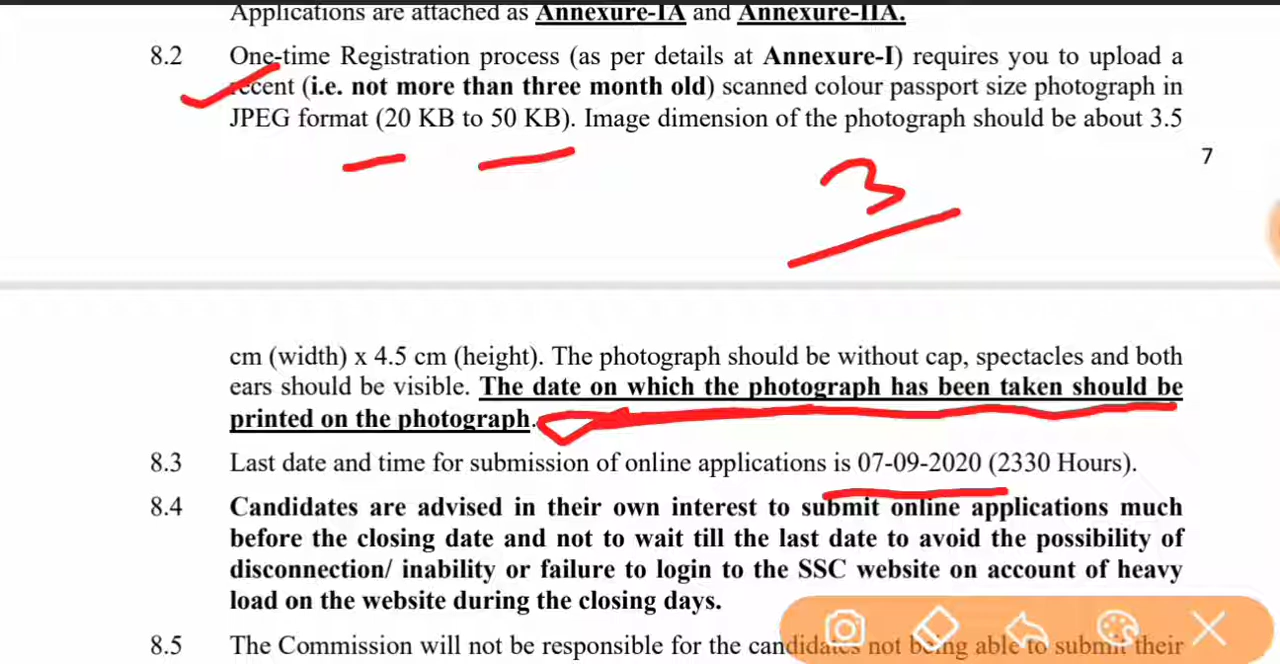 Applications are attached as Annexure-IA and Annexure-IIA.
8.2 One-time Registration process (as per details at Annexure-I) requires you to upload a
recent (i.e. not more than three month old) scanned colour passport size photograph in
JPEG format (20 KB to 50 KB). Image dimension of the photograph should be about 3.5
7
3
cm (width) x 4.5 cm (height). The photograph should be without cap, spectacles and both
ears should be visible. The date on which the photograph has been taken should be
printed on the photograph.
8.3 Last date and time for submission of online applications is 07-09-2020 (2330 Hours).
8.4 Candidates are advised in their own interest to submit online applications much
before the closing date and not to wait till the last date to avoid the possibility of
disconnection/ inability or failure to login to the SSC website on account of heavy
load on the website during the closing days.
8.5 The Commission will not be responsible for the candidates not being able to submit their